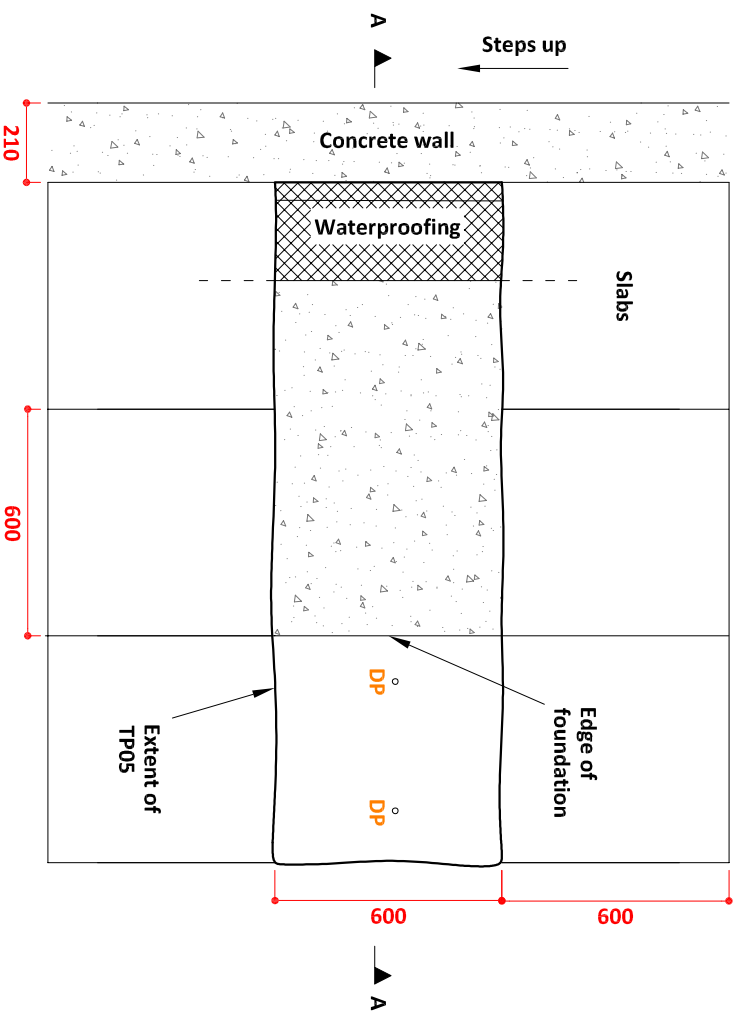 A
Steps up
210
Concrete wall
Waterproofing
Slabs
600
DP
Edge of
foundation
Extent of
TP05
DP
600
600
A